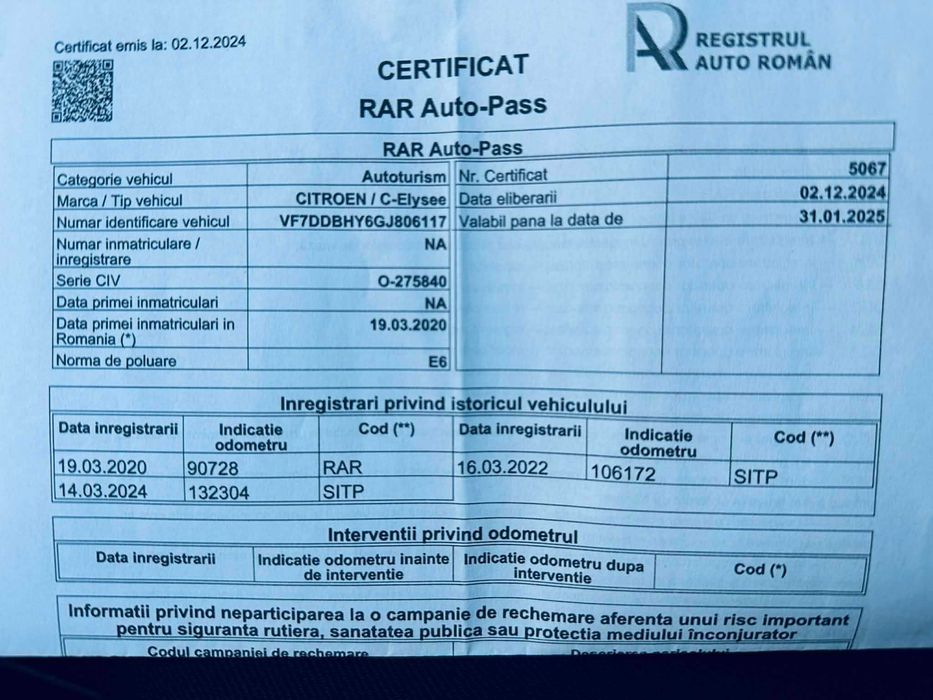 Certificat emis la: 02.12.2024
REGISTRUL
AUTO ROMÂN
CERTIFICAT
RAR Auto-Pass
RAR Auto-Pass
Categorie vehicul Autoturism Nr. Certificat 5067
Marca / Tip vehicul CITROEN / C-Elysee Data eliberarii 02.12.2024
Numar identificare vehicul VF7DDBHY6GJ806117 Valabil pana la data de 31.01.2025
Numar inmatriculare / NA
inregistrare
Serie CIV O-275840
Data primei inmatriculari NA
Data primei inmatriculari in 19.03.2020
Romania (*)
Norma de poluare E6
Inregistrari privind istoricul vehiculului
Data inregistrarii Indicatie Cod (**) Data inregistrarii Indicatie Cod (**)
odometru odometru
19.03.2020 90728 RAR 16.03.2022 106172 SITP
14.03.2024 132304 SITP
Interventii privind odometrul
Data inregistrarii Indicatie odometru inainte Indicatie odometru dupa Cod (*)
de interventie interventie
Informatii privind neparticiparea la o campanie de rechemare aferenta unui risc important
pentru siguranta rutiera, sanatatea publica sau protectia mediului înconjurator
Codul campaniei de rechemare